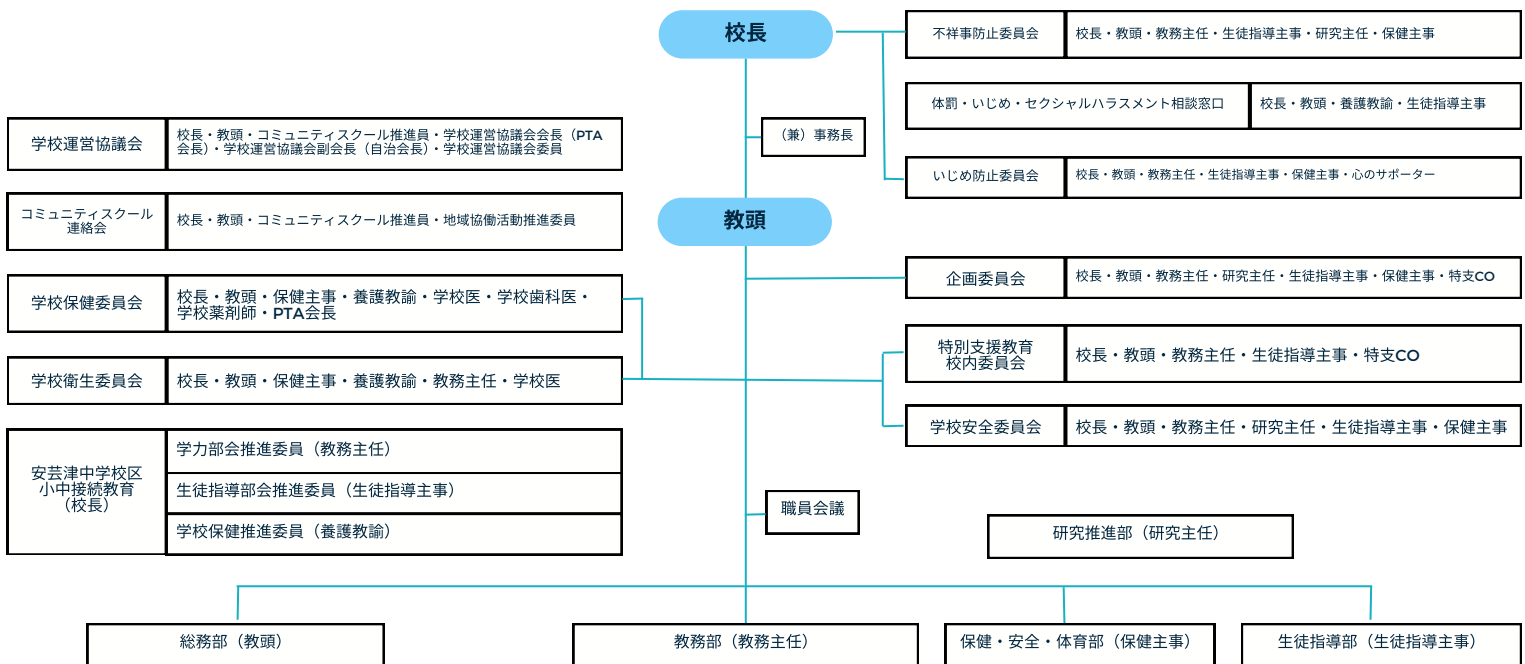 校長
不祥事防止委員会
校長・教頭・教務主任・生徒指導主事・研究主任・保健主事
体罰・いじめ・セクシャルハラスメント相談窓口
校長・教頭・養護教諭・生徒指導主事
（兼）事務長
いじめ防止委員会
校長・教頭・教務主任・生徒指導主事・保健主事・心のサポーター
学校運営協議会
校長・教頭・コミュニティスクール推進員・学校運営協議会会長（PTA
会長）・学校運営協議会副会長（自治会長）・学校運営協議会委員
コミュニティスクール
連絡会
校長・教頭・コミュニティスクール推進員・地域協働活動推進委員
教頭
企画委員会
校長・教頭・教務主任・研究主任・生徒指導主事・保健主事・特支CO
学校保健委員会
校長・教頭・保健主事・養護教諭・学校医・学校歯科医・
学校薬剤師・PTA会長
特別支援教育
校内委員会
校長・教頭・教務主任・生徒指導主事・特支CO
学校衛生委員会
校長・教頭・保健主事・養護教諭・教務主任・学校医
学校安全委員会
校長・教頭・教務主任・研究主任・生徒指導主事・保健主事
安芸津中学校区
小中接続教育
（校長）
学力部会推進委員（教務主任）
生徒指導部会推進委員（生徒指導主事）
学校保健推進委員（養護教諭）
職員会議
研究推進部（研究主任）
総務部（教頭）
教務部（教務主任）
保健・安全・体育部（保健主事）
生徒指導部（生徒指導主事）